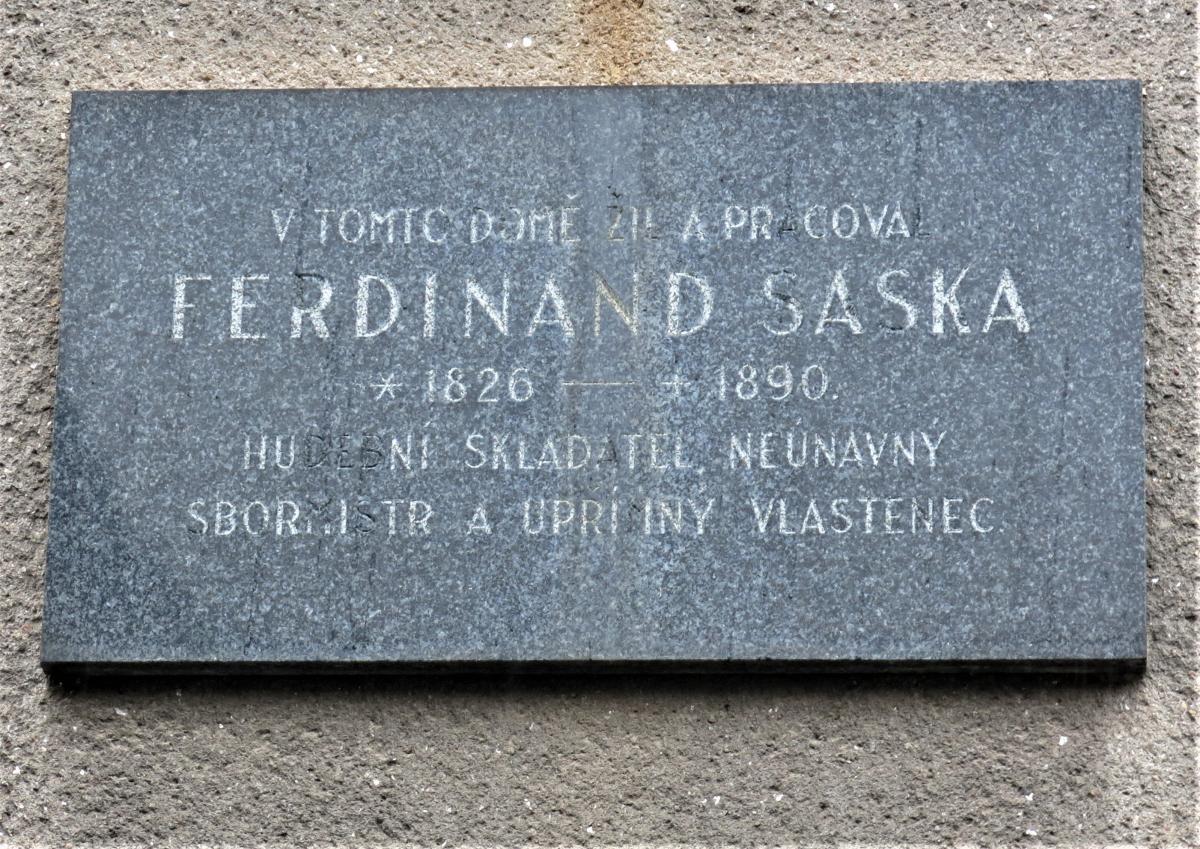 V TOMTO DOMĚ ŽIL A PRACOVAL
FERDINAND SASKA
* 1826 — + 1890.
HUDEBNÍ SKLADATEL, NEÚNAVNÝ
SBORMISTR A UPŘÍMNÝ VLASTENEC.